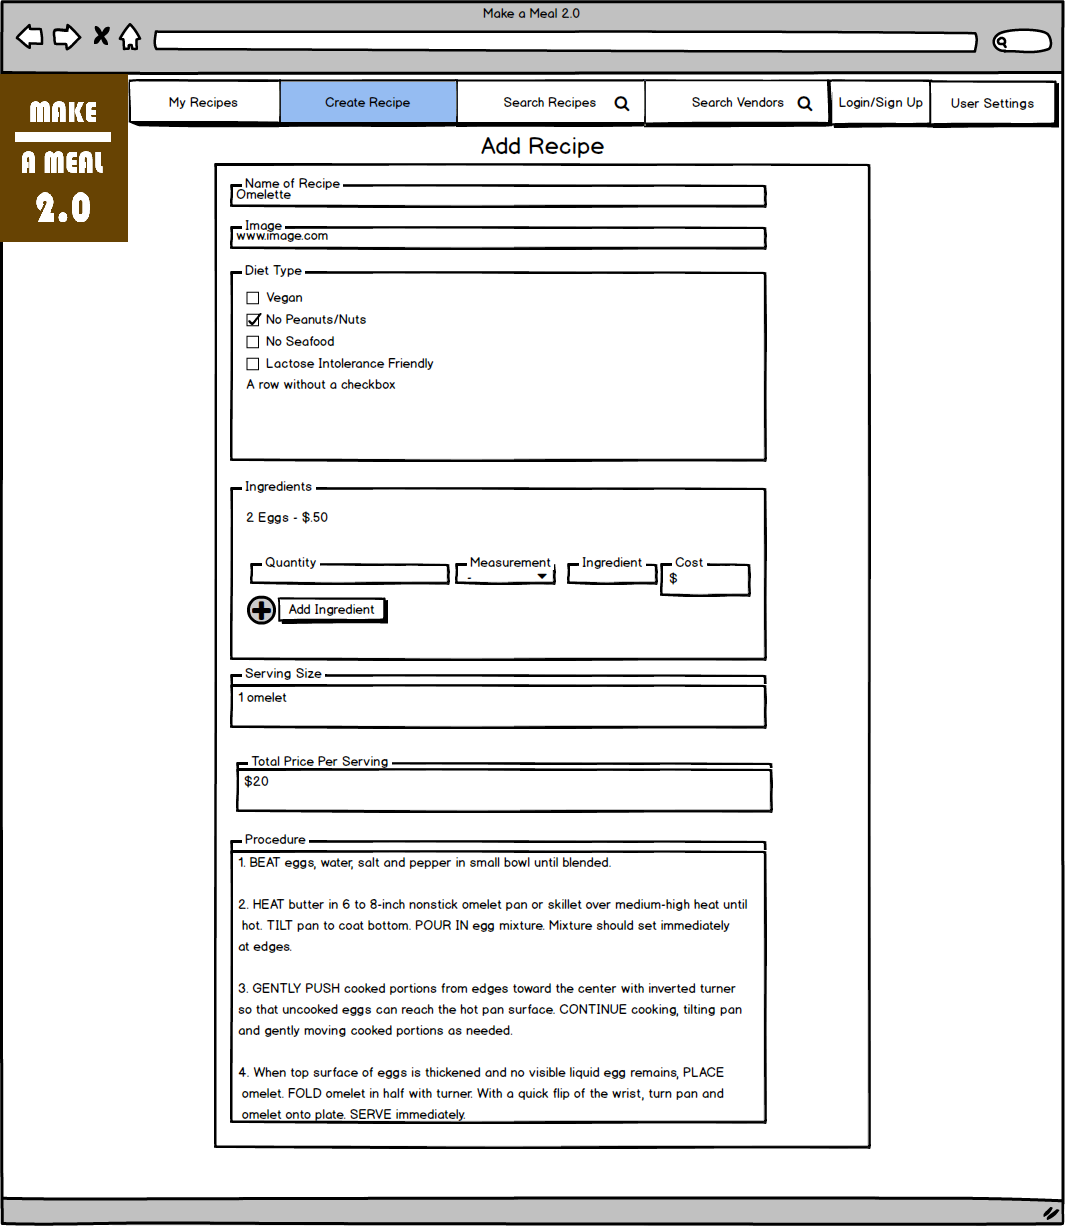 Make a Meal 2.0
MAKE
A MEAL
2.0
My Recipes
Create Recipe
Search Recipes
Search Vendors
Login/Sign Up
User Settings
Add Recipe
Name of Recipe
Omelette
Image
www.image.com
Diet Type
Vegan
No Peanuts/Nuts
No Seafood
Lactose Intolerance Friendly
A row without a checkbox
Ingredients
2 Eggs - $.50
Quantity
Measurement
-
Ingredient
Cost
$
Add Ingredient
Serving Size
1 omelet
Total Price Per Serving
$20
Procedure
1. BEAT eggs, water, salt and pepper in small bowl until blended.
2. HEAT butter in 6 to 8-inch nonstick omelet pan or skillet over medium-high heat until
hot. TILT pan to coat bottom. POUR IN egg mixture. Mixture should set immediately
at edges.
3. GENTLY PUSH cooked portions from edges toward the center with inverted turner
so that uncooked eggs can reach the hot pan surface. CONTINUE cooking, tilting pan
and gently moving cooked portions as needed.
4. When top surface of eggs is thickened and no visible liquid egg remains, PLACE
omelet. FOLD omelet in half with turner. With a quick flip of the wrist, turn pan and
omelet onto plate. SERVE immediately.